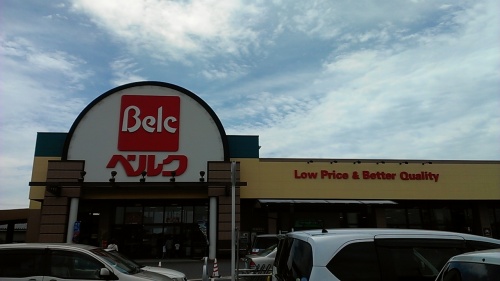 Belc
ベルク
Low Price & Better Quality